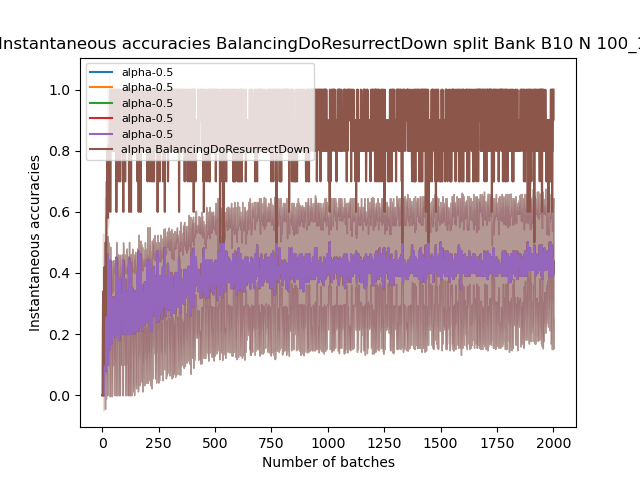 Instantaneous accuracies BalancingDoResurrectDown split Bank B10 N 100_
alpha-0.5
alpha-0.5
alpha-0.5
alpha-0.5
alpha-0.5
alpha BalancingDoResurrectDown
1.0
0.8
0.6
0.4
0.2
0.0
Instantaneous accuracies
0
250
500
750
1000
1250
1500
1750
2000
Number of batches